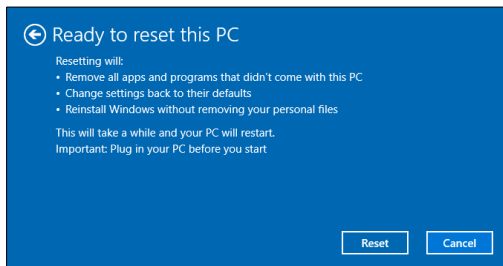 Ready to reset this PC
Resetting will:
• Remove all apps and programs that didn't come with this PC
• Change settings back to their defaults
• Reinstall Windows without removing your personal files
This will take a while and your PC will restart.
Important: Plug in your PC before you start
Reset Cancel